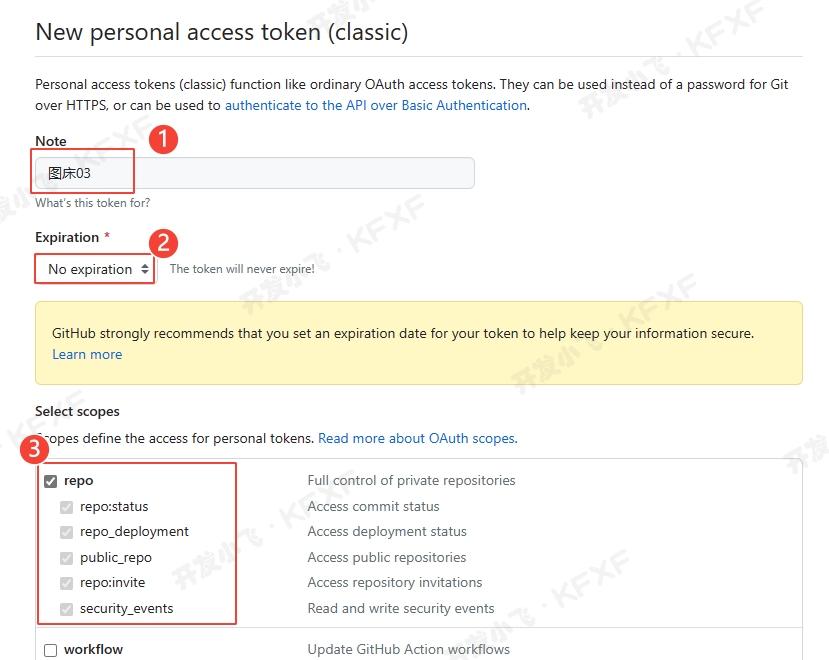 New personal access token (classic)
Personal access tokens (classic) function like ordinary OAuth access tokens. They can be used instead of a password for Git
over HTTPS, or can be used to authenticate to the API over Basic Authentication.
Note
1
图床03
What's this token for?
Expiration *
2
No expiration
The token will never expire!
GitHub strongly recommends that you set an expiration date for your token to help keep your information secure.
Learn more
Select scopes
Scopes define the access for personal tokens. Read more about OAuth scopes.
3
repo Full control of private repositories
repo:status Access commit status
repo_deployment Access deployment status
public_repo Access public repositories
repo:invite Access repository invitations
security_events Read and write security events
workflow Update GitHub Action workflows
开发小飞 · KFXF